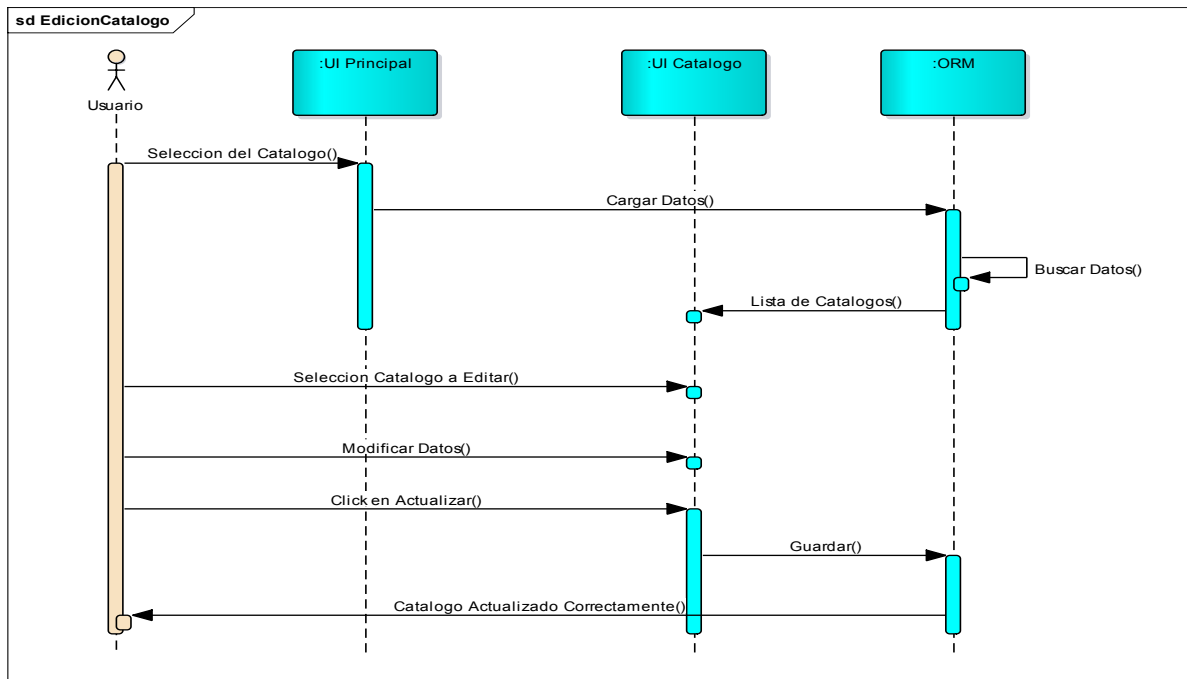 sd EdicionCatalogo
:UI Principal
:UI Catalogo
:ORM
Usuario
Seleccion del Catalogo()
Cargar Datos()
Buscar Datos()
Lista de Catalogos()
Seleccion Catalogo a Editar()
Modificar Datos()
Click en Actualizar()
Guardar()
Catalogo Actualizado Correctamente()